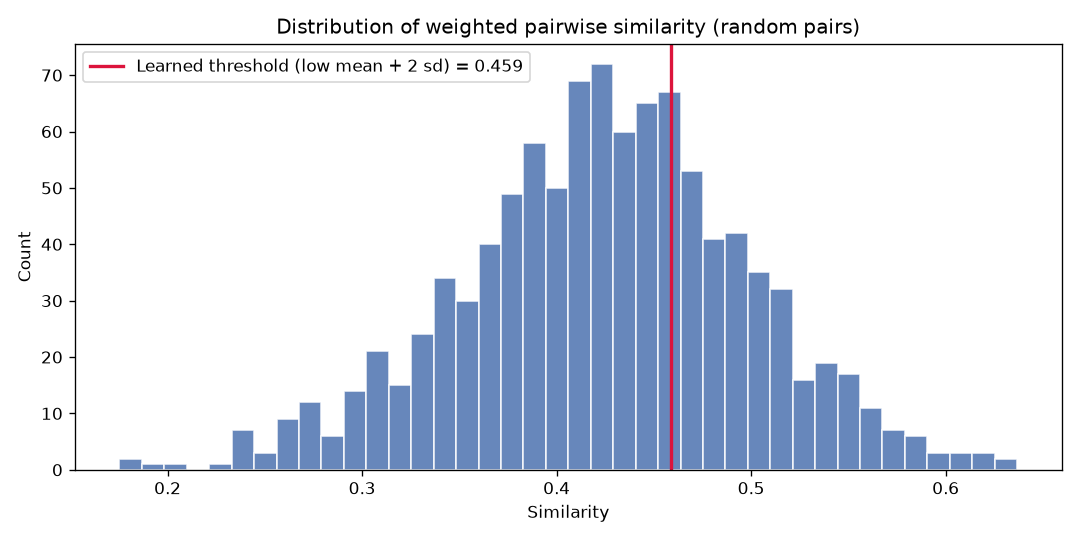 Distribution of weighted pairwise similarity (random pairs)
Learned threshold (low mean + 2 sd) = 0.459
70
60
50
40
30
20
10
0
Count
0.2 0.3 0.4 0.5 0.6
Similarity